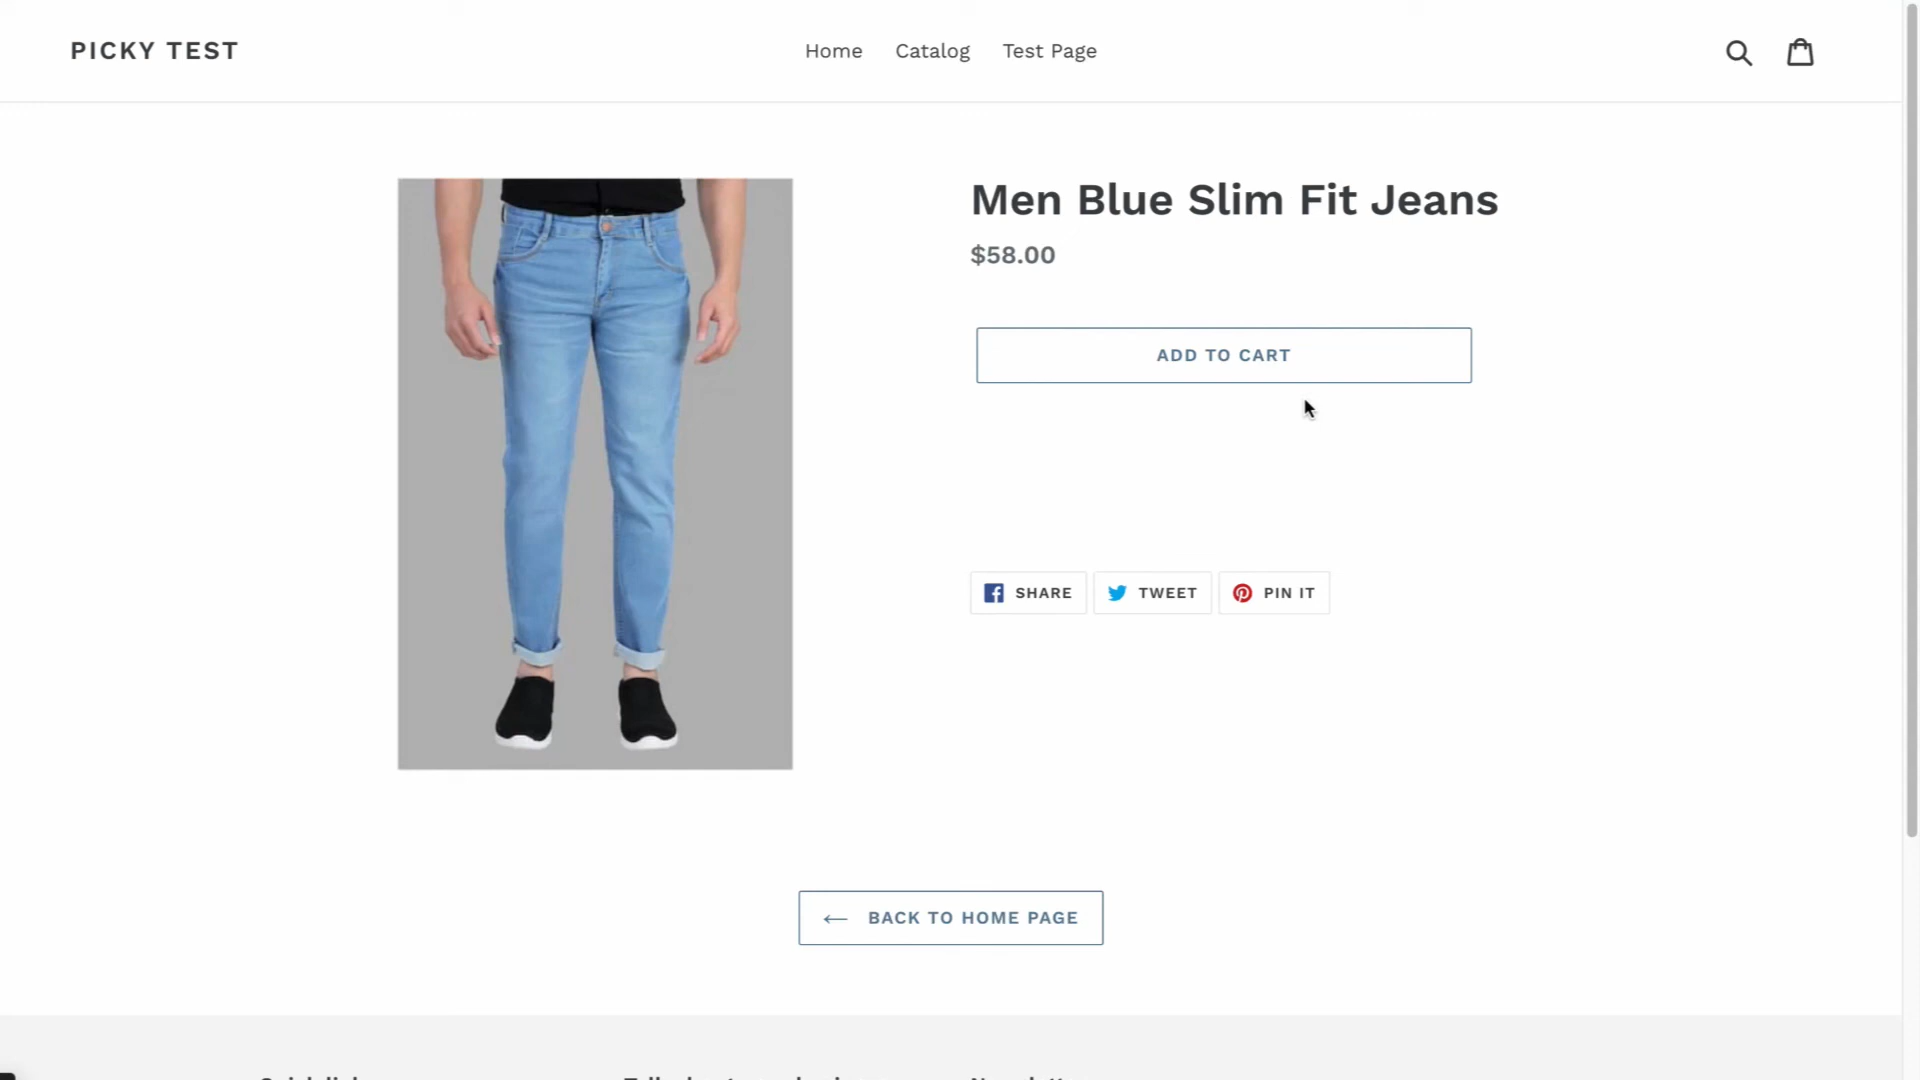 PICKY TEST
Home Catalog Test Page
Men Blue Slim Fit Jeans
$58.00
ADD TO CART
SHARE TWEET PIN IT
BACK TO HOME PAGE